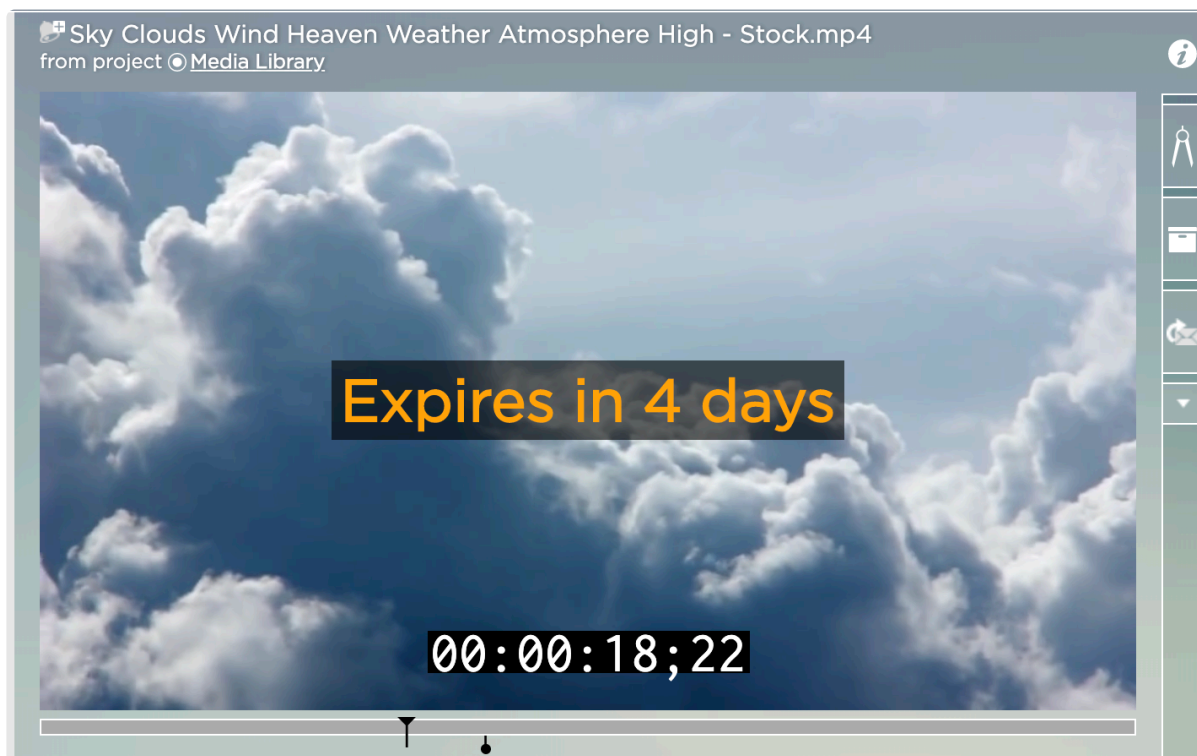 Sky Clouds Wind Heaven Weather Atmosphere High - Stock.mp4
from project Media Library
Expires in 4 days
00:00:18;22